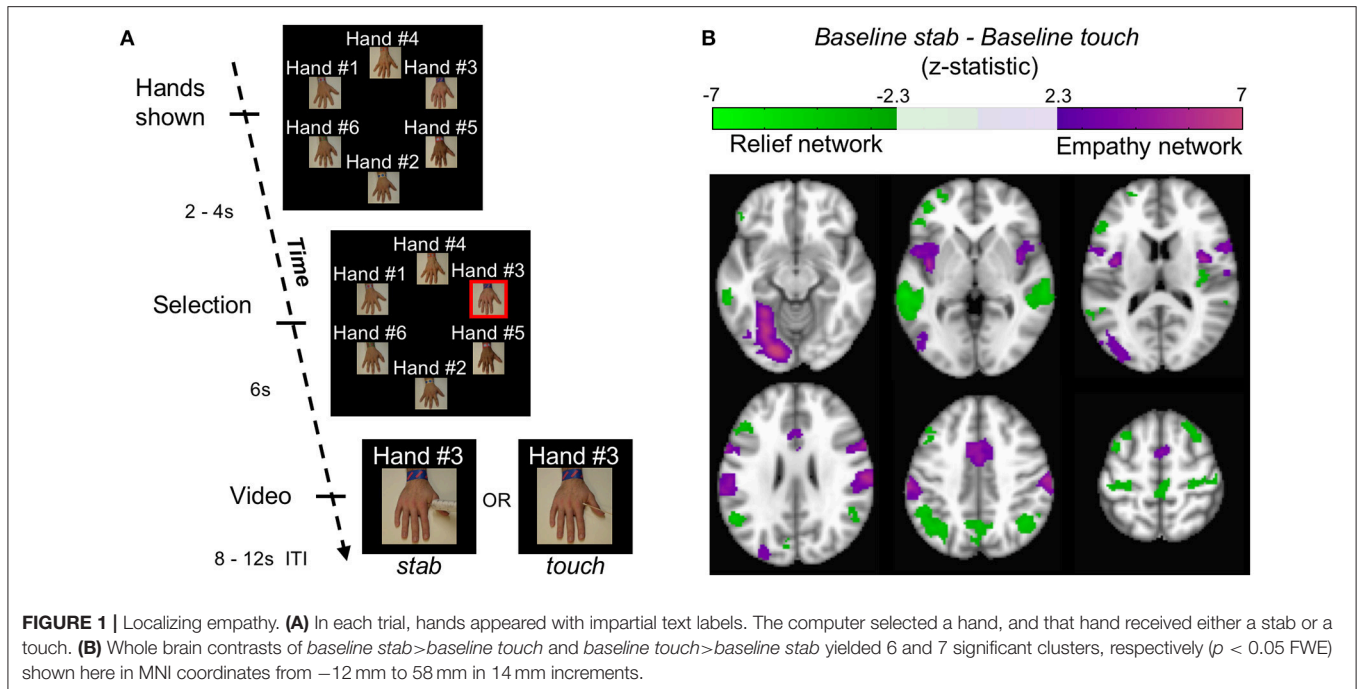 A
Hands
shown
2 - 4s
Time
Selection
6s
Video
8 - 12s ITI
Hand #4
Hand #1 Hand #3
Hand #6 Hand #5
Hand #2
Hand #4
Hand #1 Hand #3
Hand #6 Hand #5
Hand #2
Hand #3
OR
Hand #3
stab
touch
B
Baseline stab - Baseline touch
(z-statistic)
-7 -2.3 2.3 7
Relief network Empathy network
FIGURE 1 | Localizing empathy. (A) In each trial, hands appeared with impartial text labels. The computer selected a hand, and that hand received either a stab or a
touch. (B) Whole brain contrasts of baseline stab>baseline touch and baseline touch>baseline stab yielded 6 and 7 significant clusters, respectively (p < 0.05 FWE)
shown here in MNI coordinates from −12 mm to 58 mm in 14 mm increments.